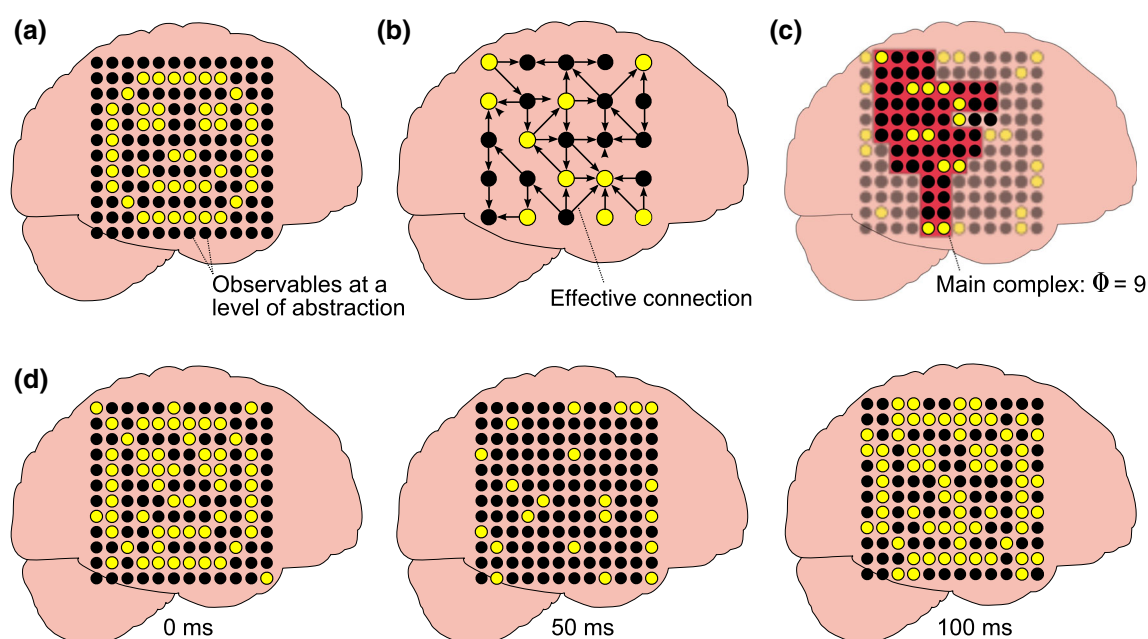 (a)
Observables at a
level of abstraction
(b)
Effective connection
(c)
Main complex: Φ = 9
(d)
0 ms
50 ms
100 ms